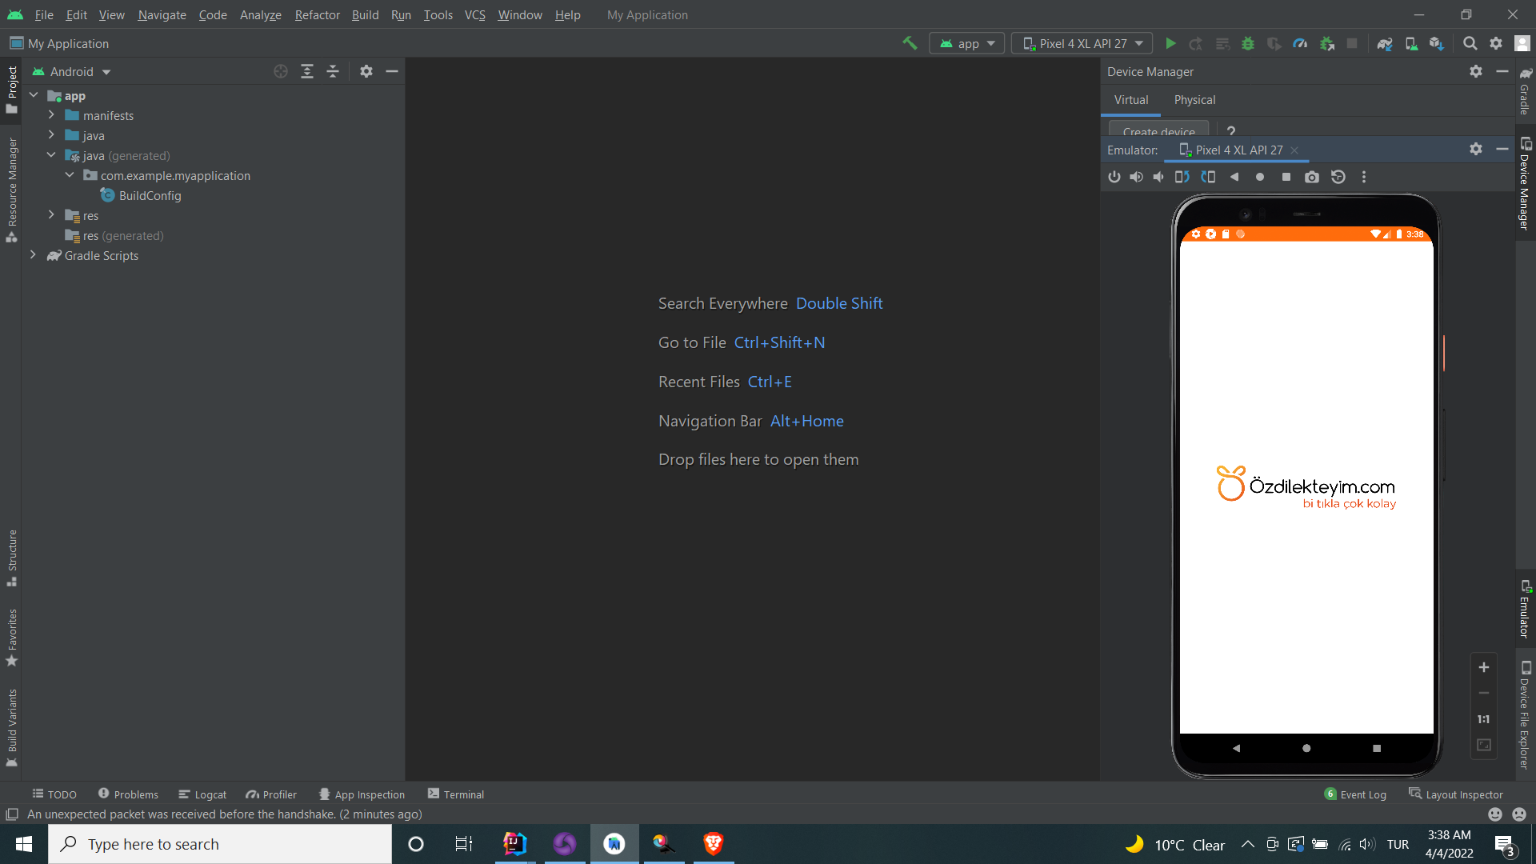 File Edit View Navigate Code Analyze Refactor Build Run Tools VCS Window Help My Application
My Application
app
Pixel 4 XL API 27
Project
Resource Manager
Structure
Favorites
Build Variants
Android
app
manifests
java
java (generated)
com.example.myapplication
BuildConfig
res
res (generated)
Gradle Scripts
Search Everywhere Double Shift
Go to File Ctrl+Shift+N
Recent Files Ctrl+E
Navigation Bar Alt+Home
Drop files here to open them
Device Manager
Virtual Physical
Create device ?
Emulator: Pixel 4 XL API 27
3:38
Özdilekteyim.com
bi tıkla çok kolay
1:1
Gradle
Device Manager
Emulator
Device File Explorer
TODO Problems Logcat Profiler App Inspection Terminal
6 Event Log Layout Inspector
An unexpected packet was received before the handshake. (2 minutes ago)
Type here to search
10°C Clear
TUR
3:38 AM
4/4/2022
3